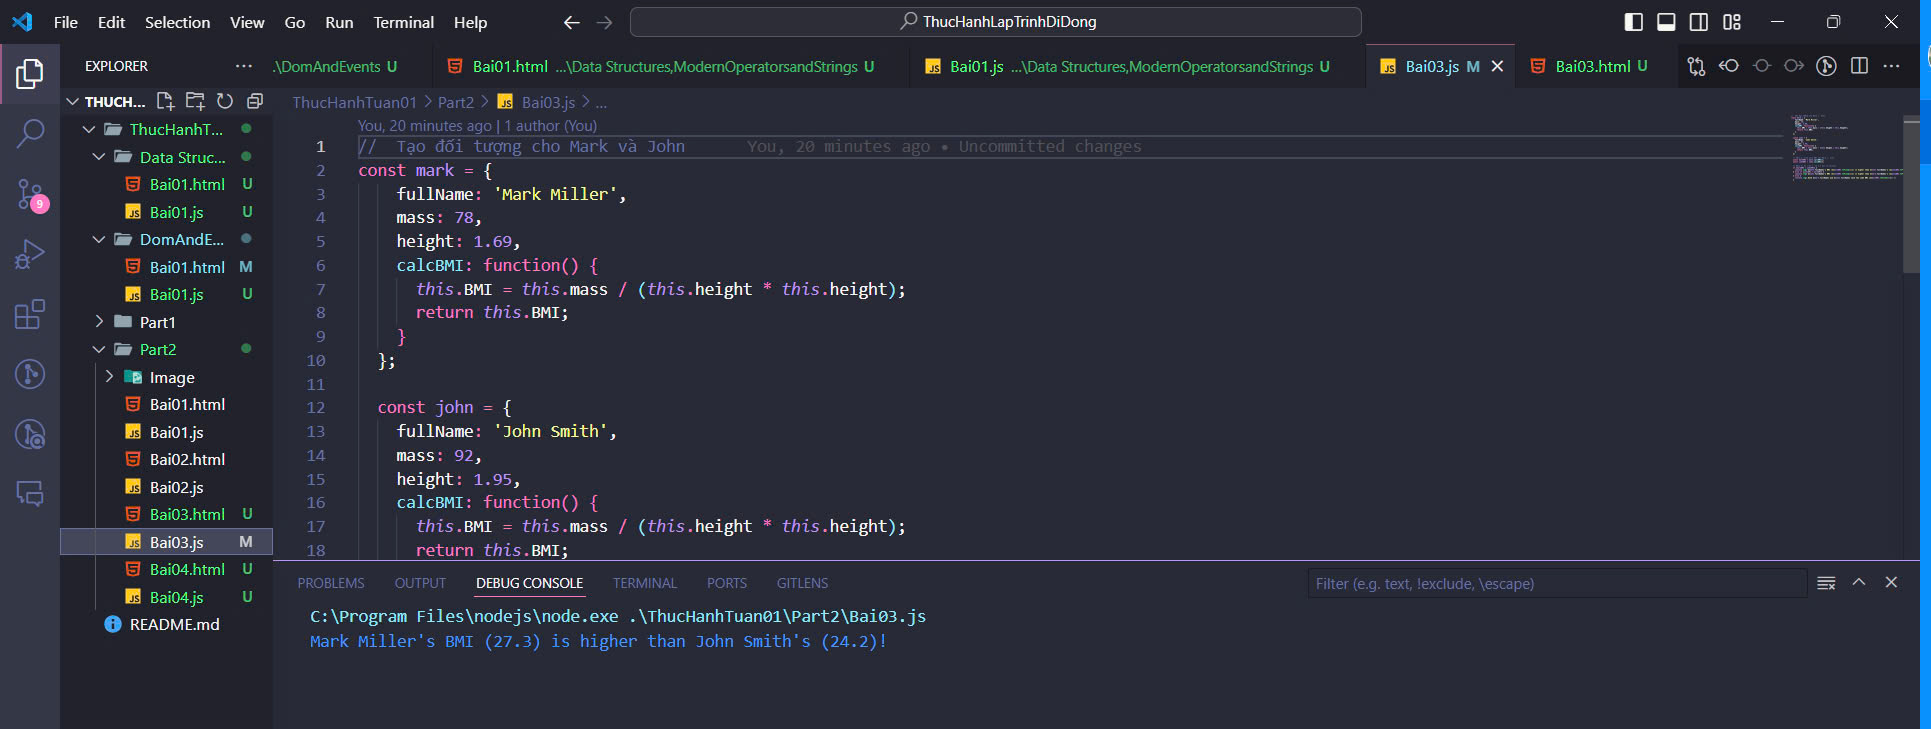 File Edit Selection View Go Run Terminal Help ThucHanhLapTrinhDiDong
EXPLORER ... .\DomAndEvents U Bai01.html ...\Data Structures,ModernOperatorsandStrings U Bai01.js ...\Data Structures,ModernOperatorsandStrings U Bai03.js M Bai03.html U
THUCH...
ThucHanhT...
Data Struc...
Bai01.html U
Bai01.js U
DomAndE...
Bai01.html M
Bai01.js U
Part1
Part2
Image
Bai01.html
Bai01.js
Bai02.html
Bai02.js
Bai03.html U
Bai03.js M
Bai04.html U
Bai04.js U
README.md
9
ThucHanhTuan01 > Part2 > Bai03.js > ...
You, 20 minutes ago | 1 author (You)
1 // Tạo đối tượng cho Mark và John You, 20 minutes ago • Uncommitted changes
2 const mark = {
3 fullName: 'Mark Miller',
4 mass: 78,
5 height: 1.69,
6 calcBMI: function() {
7 this.BMI = this.mass / (this.height * this.height);
8 return this.BMI;
9 }
10 };
11
12 const john = {
13 fullName: 'John Smith',
14 mass: 92,
15 height: 1.95,
16 calcBMI: function() {
17 this.BMI = this.mass / (this.height * this.height);
18 return this.BMI;
PROBLEMS OUTPUT DEBUG CONSOLE TERMINAL PORTS GITLENS Filter (e.g. text, !exclude, \escape)
C:\Program Files\nodejs\node.exe .\ThucHanhTuan01\Part2\Bai03.js
Mark Miller's BMI (27.3) is higher than John Smith's (24.2)!